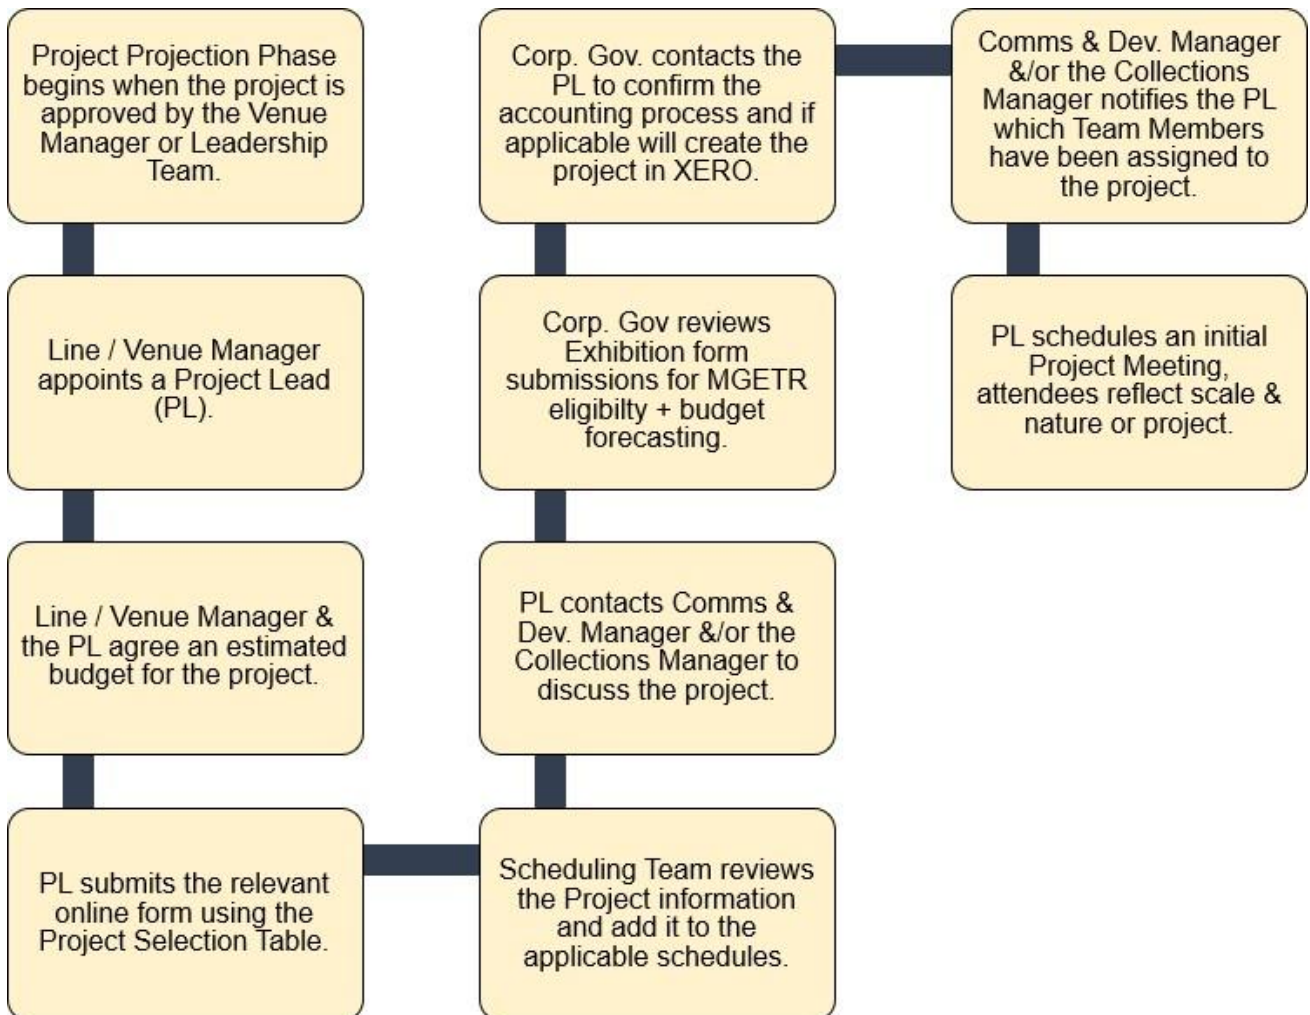 Project Projection Phase
begins when the project is
approved by the Venue
Manager or Leadership
Team.
Line / Venue Manager
appoints a Project Lead
(PL).
Line / Venue Manager &
the PL agree an estimated
budget for the project.
PL submits the relevant
online form using the
Project Selection Table.
Scheduling Team reviews
the Project information
and add it to the
applicable schedules.
PL contacts Comms &
Dev. Manager &/or the
Collections Manager to
discuss the project.
Corp. Gov reviews
Exhibition form
submissions for MGETR
eligibilty + budget
forecasting.
Corp. Gov. contacts the
PL to confirm the
accounting process and if
applicable will create the
project in XERO.
Comms & Dev. Manager
&/or the Collections
Manager notifies the PL
which Team Members
have been assigned to
the project.
PL schedules an initial
Project Meeting,
attendees reflect scale &
nature or project.